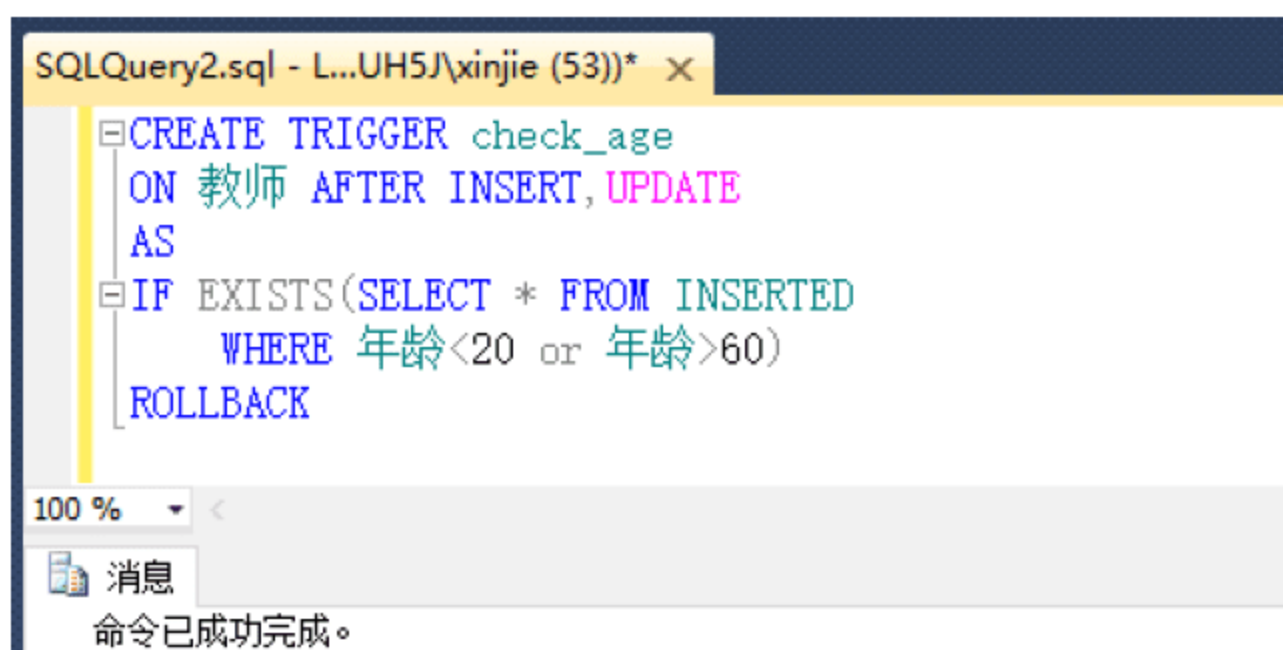 SQLQuery2.sql - L...UH5J\xinjie (53))*
CREATE TRIGGER check_age
ON 教师 AFTER INSERT,UPDATE
AS
IF EXISTS(SELECT * FROM INSERTED
WHERE 年龄<20 or 年龄>60)
ROLLBACK
100 %
消息
命令已成功完成。